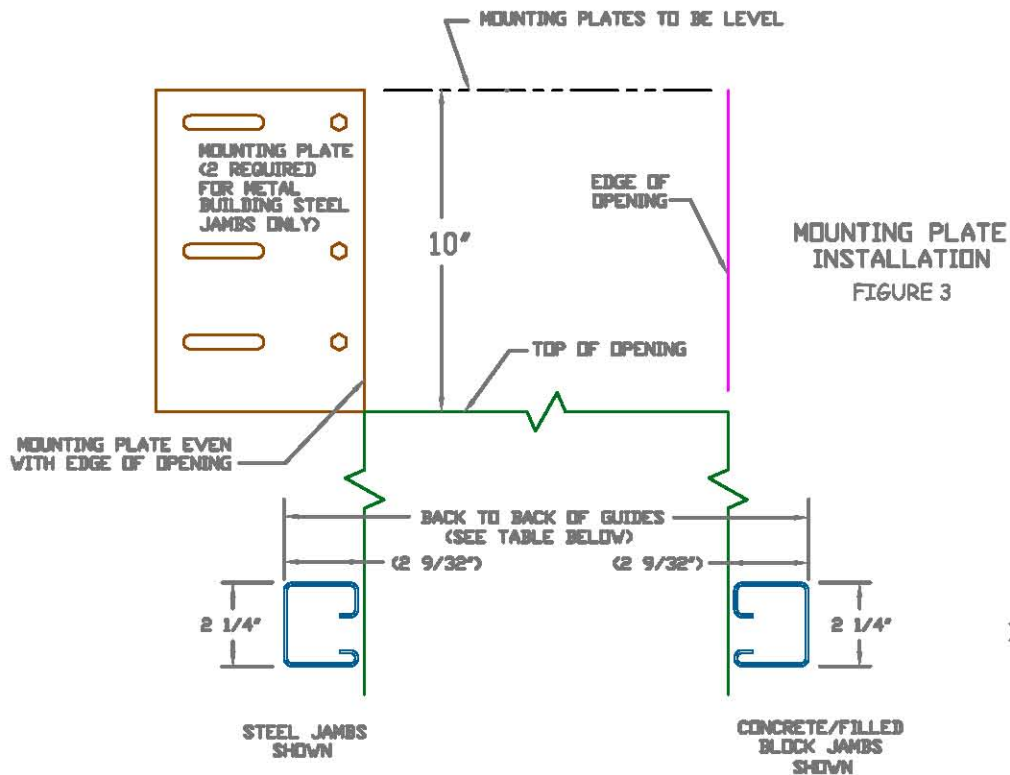 MOUNTING PLATES TO BE LEVEL
MOUNTING PLATE
(2 REQUIRED
FOR METAL
BUILDING STEEL
JAMBS ONLY)
10"
EDGE OF
OPENING
MOUNTING PLATE
INSTALLATION
FIGURE 3
TOP OF OPENING
MOUNTING PLATE EVEN
WITH EDGE OF OPENING
BACK TO BACK OF GUIDES
(SEE TABLE BELOW)
(2 9/32")
(2 9/32")
2 1/4"
2 1/4"
STEEL JAMBS
SHOWN
CONCRETE/FILLED
BLOCK JAMBS
SHOWN